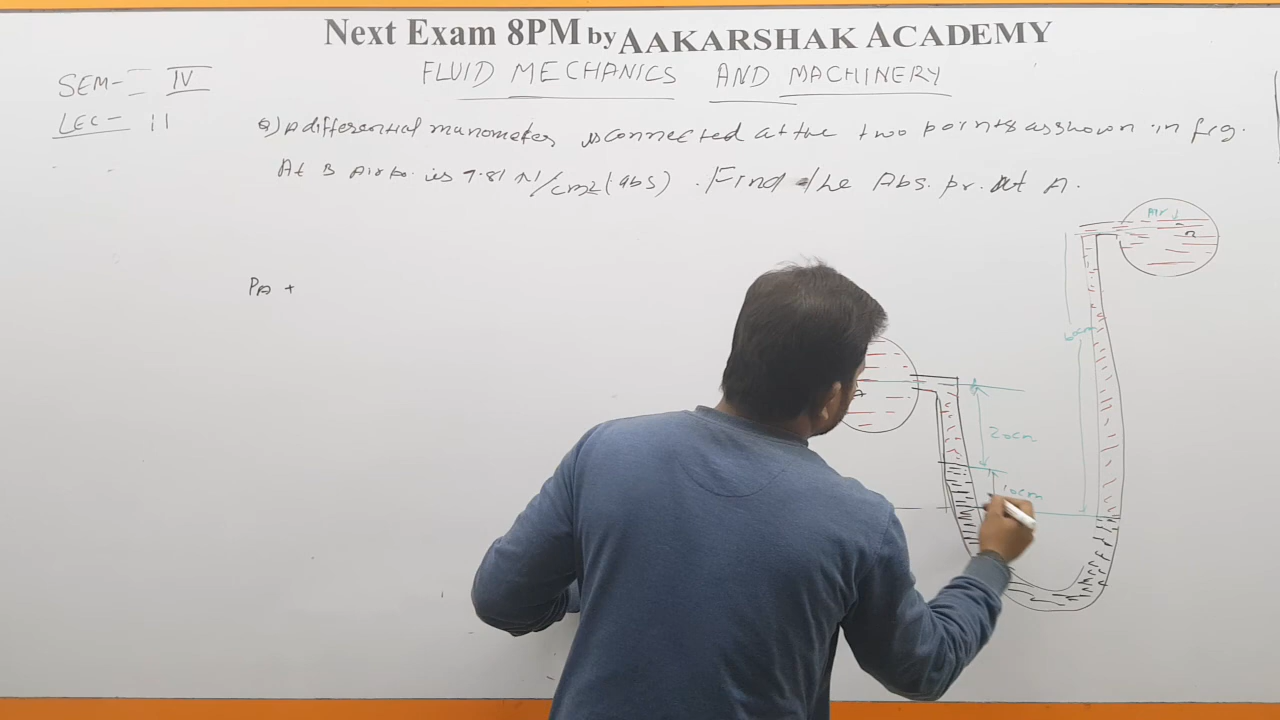 Next Exam 8PM by AAKARSHAK ACADEMY
SEM- IV
FLUID MECHANICS AND MACHINERY
LEC- 11
Q) A differential manometer is connected at the two points as shown in fig.
At B Air pr. is 9.81 N/cm2 (abs). Find the Abs. pr. at A.
Air
60cm
PA +
20cm
10cm